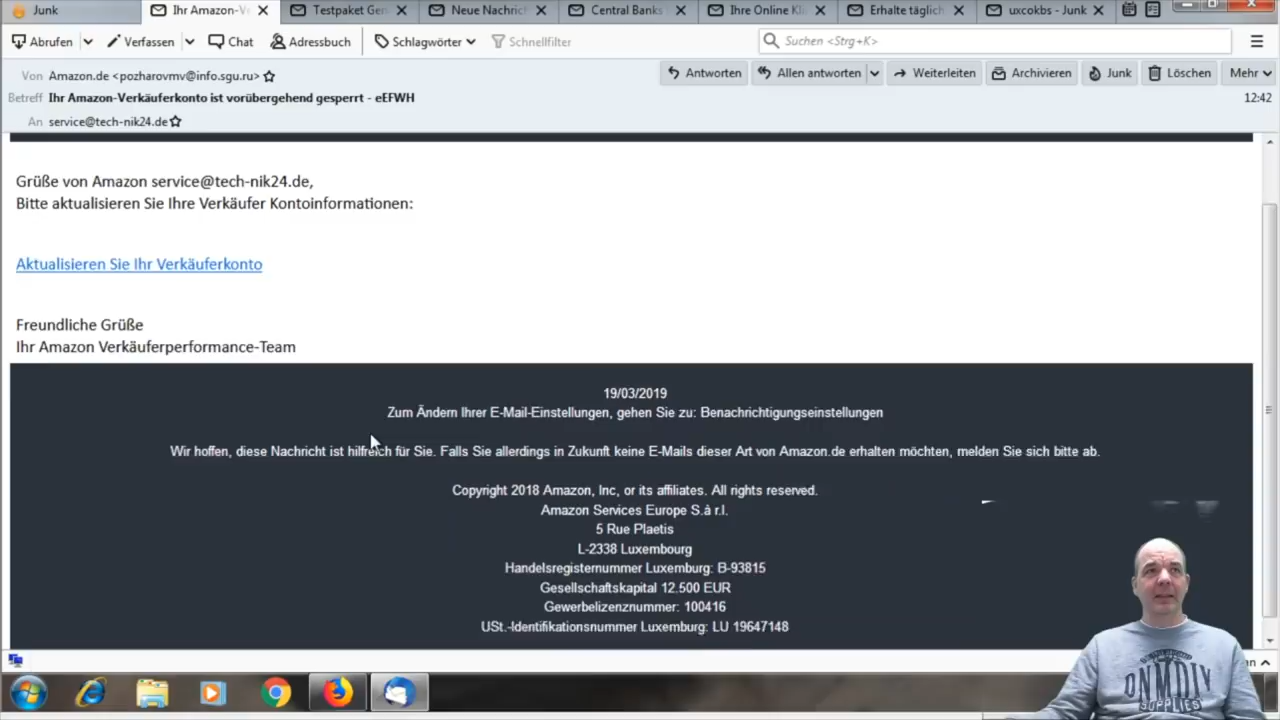 Junk
Ihr Amazon-V
Testpaket Gen
Neue Nachrich
Central Banks
Ihre Online Kl
Erhalte täglich
uxcokbs - Junk
Abrufen
Verfassen
Chat
Adressbuch
Schlagwörter
Schnellfilter
Suchen <Strg+K>
Von Amazon.de <pozharovmv@info.sgu.ru>
Antworten
Allen antworten
Weiterleiten
Archivieren
Junk
Löschen
Mehr
Betreff Ihr Amazon-Verkäuferkonto ist vorübergehend gesperrt - eEFWH
12:42
An service@tech-nik24.de
Grüße von Amazon service@tech-nik24.de,
Bitte aktualisieren Sie Ihre Verkäufer Kontoinformationen:
Aktualisieren Sie Ihr Verkäuferkonto
Freundliche Grüße
Ihr Amazon Verkäuferperformance-Team
19/03/2019
Zum Ändern Ihrer E-Mail-Einstellungen, gehen Sie zu: Benachrichtigungseinstellungen
Wir hoffen, diese Nachricht ist hilfreich für Sie. Falls Sie allerdings in Zukunft keine E-Mails dieser Art von Amazon.de erhalten möchten, melden Sie sich bitte ab.
Copyright 2018 Amazon, Inc, or its affiliates. All rights reserved.
Amazon Services Europe S.à r.l.
5 Rue Plaetis
L-2338 Luxembourg
Handelsregisternummer Luxemburg: B-93815
Gesellschaftskapital 12.500 EUR
Gewerbelizenznummer: 100416
USt.-Identifikationsnummer Luxemburg: LU 19647148
ONMDIY
SUPPLIES